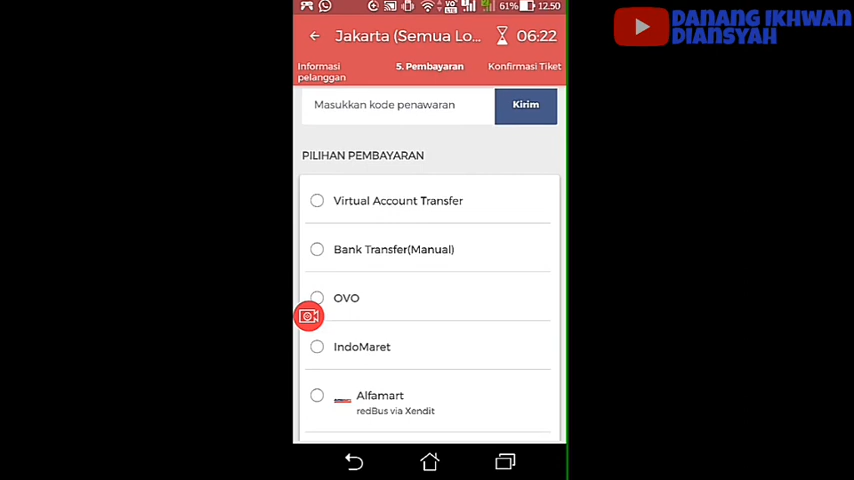 61% 12.50
DANANG IKHWAN
DIANSYAH
Jakarta (Semua Lo... 06:22
Informasi
pelanggan
5. Pembayaran
Konfirmasi Tiket
Masukkan kode penawaran
Kirim
PILIHAN PEMBAYARAN
Virtual Account Transfer
Bank Transfer(Manual)
OVO
IndoMaret
Alfamart
redBus via Xendit